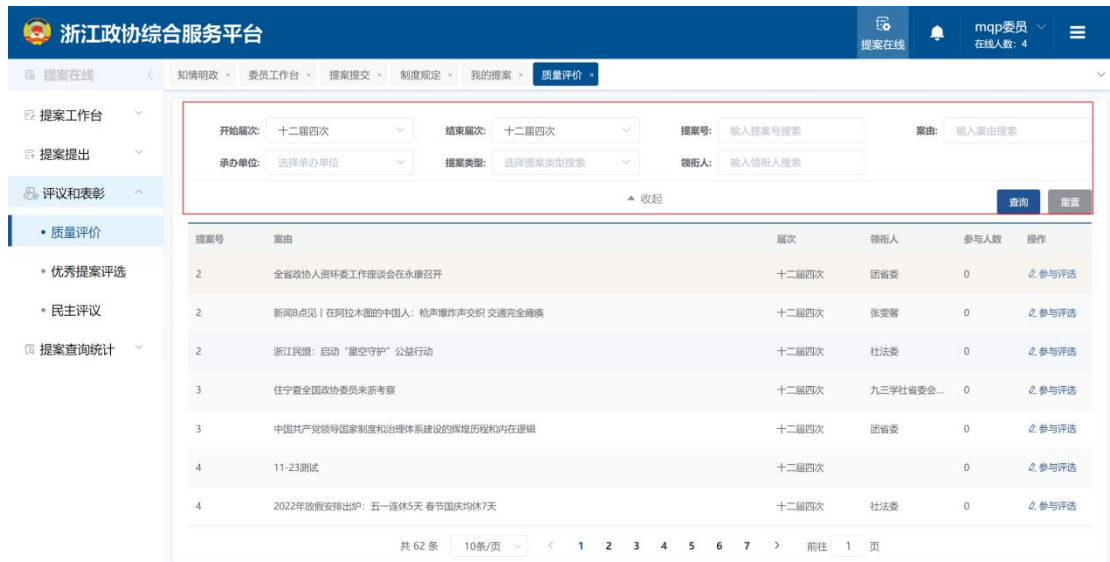 浙江政协综合服务平台
提案在线
mqp委员
在线人数: 4
提案在线
知情明政 × 委员工作台 × 提案提交 × 制度规定 × 我的提案 × 质量评价 ×
提案工作台
提案提出
评议和表彰
质量评价
优秀提案评选
民主评议
提案查询统计
开始届次: 十二届四次 结束届次: 十二届四次 提案号: 输入提案号搜索 案由: 输入案由搜索
承办单位: 选择承办单位 提案类型: 选择提案类型搜索 领衔人: 输入领衔人搜索
收起
查询 重置
提案号 案由 届次 领衔人 参与人数 操作
2 全省政协人资环委工作座谈会在永康召开 十二届四次 团省委 0 参与评选
2 新闻8点见丨在阿拉木图的中国人：枪声爆炸声交织 交通完全瘫痪 十二届四次 张雯馨 0 参与评选
2 浙江民盟：启动“星空守护”公益行动 十二届四次 社法委 0 参与评选
3 住宁夏全国政协委员来浙考察 十二届四次 九三学社省委会... 0 参与评选
3 中国共产党领导国家制度和治理体系建设的辉煌历程和内在逻辑 十二届四次 团省委 0 参与评选
4 11-23测试 十二届四次 0 参与评选
4 2022年放假安排出炉：五一连休5天 春节国庆均休7天 十二届四次 社法委 0 参与评选
共 62 条 10条/页 < 1 2 3 4 5 6 7 > 前往 1 页